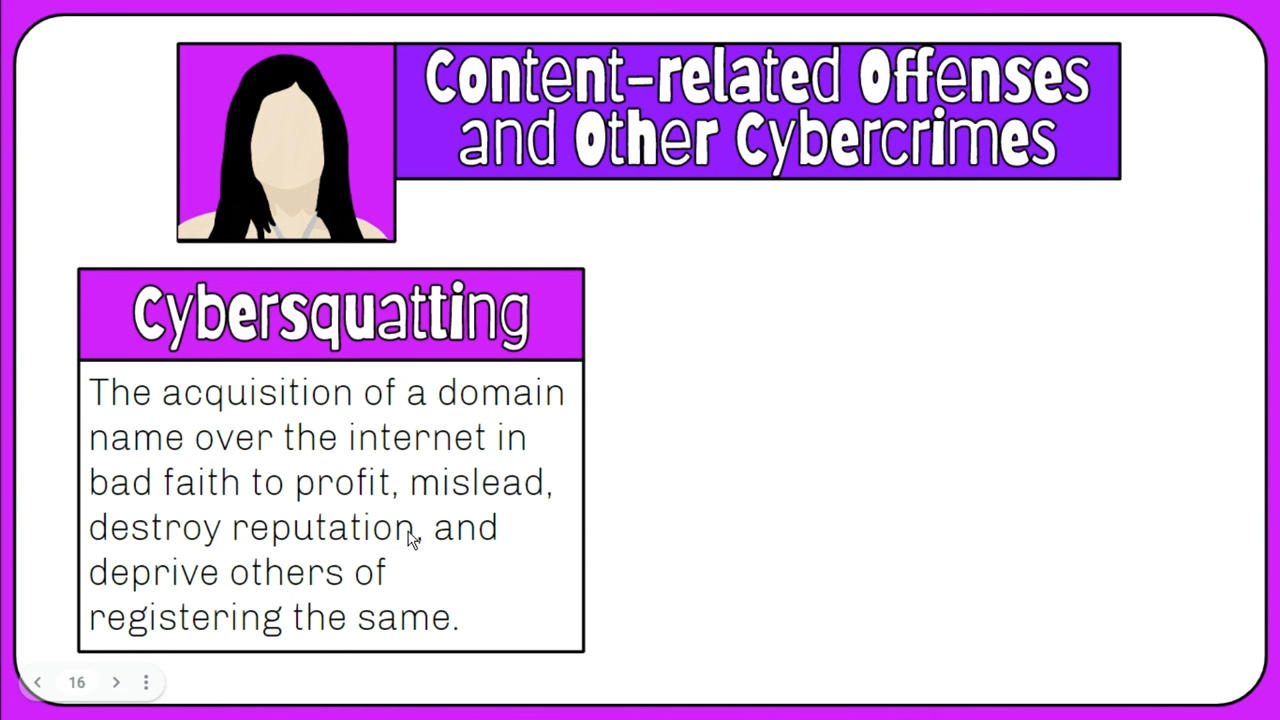 Content-related Offenses
and Other Cybercrimes
Cybersquatting
The acquisition of a domain
name over the internet in
bad faith to profit, mislead,
destroy reputation, and
deprive others of
registering the same.
16